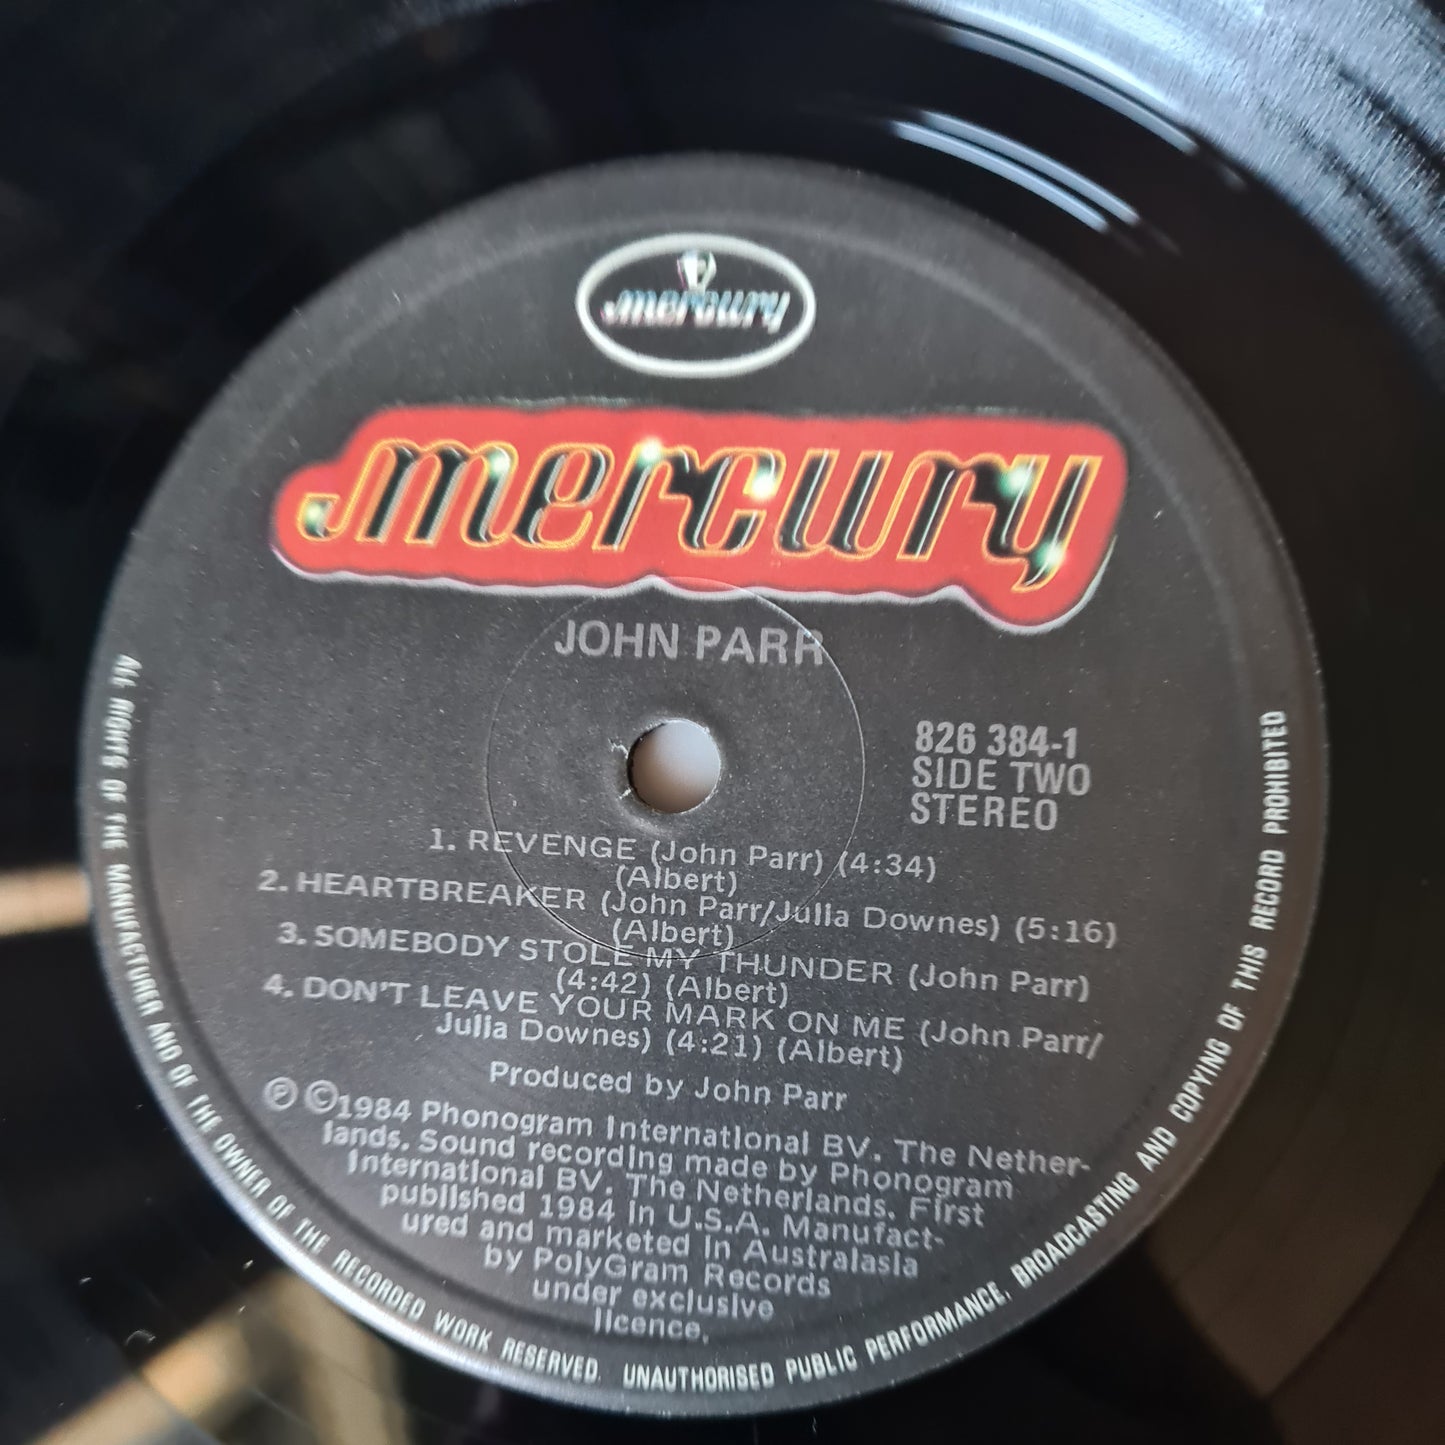 mercury
mercury
JOHN PARR
826 384-1
SIDE TWO
STEREO
1. REVENGE (John Parr) (4:34)
(Albert)
2. HEARTBREAKER (John Parr/Julia Downes) (5:16)
(Albert)
3. SOMEBODY STOLE MY THUNDER (John Parr)
(4:42) (Albert)
4. DON'T LEAVE YOUR MARK ON ME (John Parr/
Julia Downes) (4:21) (Albert)
Produced by John Parr
Ⓟ ©1984 Phonogram International BV. The Nether-
lands. Sound recording made by Phonogram
International BV. The Netherlands. First
published 1984 in U.S.A. Manufact-
ured and marketed in Australasia
by PolyGram Records
under exclusive
licence.
ALL RIGHTS OF THE MANUFACTURER AND OF THE OWNER OF THE RECORDED WORK RESERVED. UNAUTHORISED PUBLIC PERFORMANCE, BROADCASTING AND COPYING OF THIS RECORD PROHIBITED